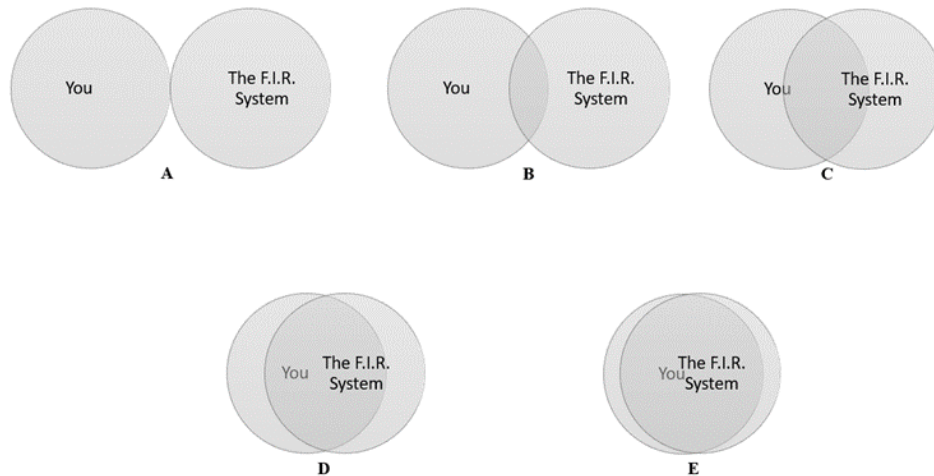 You
The F.I.R.
System
A
You
The F.I.R.
System
B
You
The F.I.R.
System
C
You
The F.I.R.
System
D
You
The F.I.R.
System
E